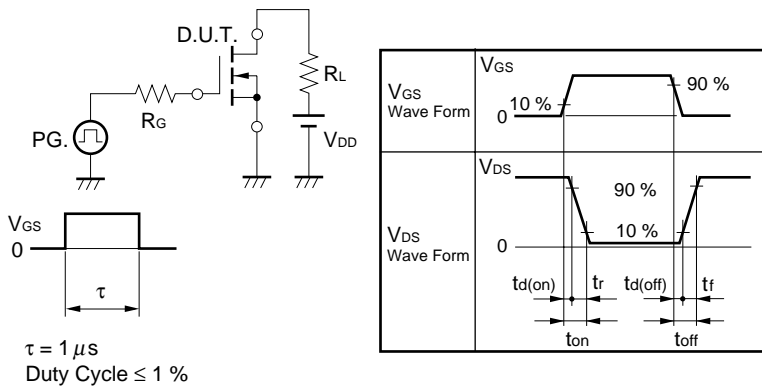 D.U.T.
RL
RG
PG.
VDD
VGS
0
τ
τ = 1 μs
Duty Cycle ≤ 1 %
VGS
Wave Form
VGS
10 %
90 %
0
VDS
Wave Form
VDS
90 %
10 %
0
td(on)
tr
td(off)
tf
ton
toff